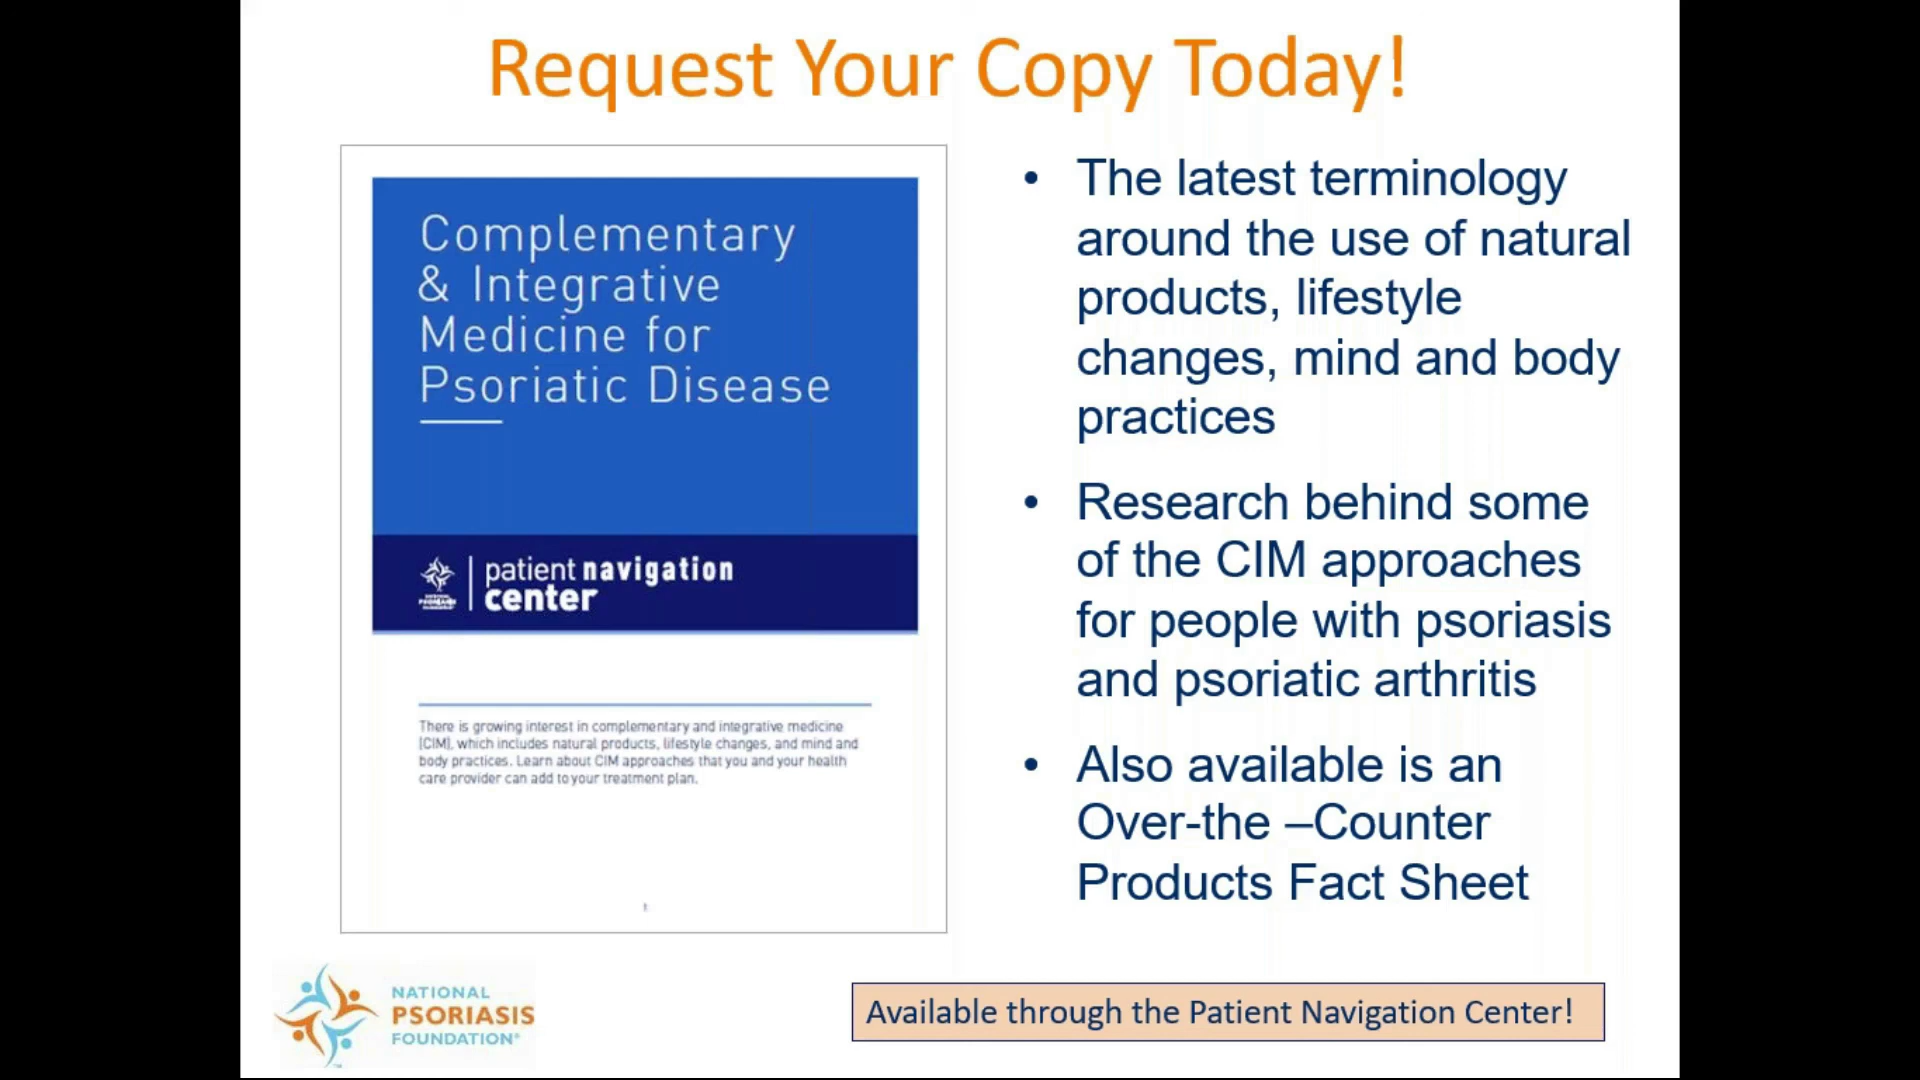 Request Your Copy Today!
Complementary
& Integrative
Medicine for
Psoriatic Disease
patient navigation
center
There is growing interest in complementary and integrative medicine
(CIM), which includes natural products, lifestyle changes, and mind and
body practices. Learn about CIM approaches that you and your health
care provider can add to your treatment plan.
1
• The latest terminology
around the use of natural
products, lifestyle
changes, mind and body
practices
• Research behind some
of the CIM approaches
for people with psoriasis
and psoriatic arthritis
• Also available is an
Over-the –Counter
Products Fact Sheet
NATIONAL
PSORIASIS
FOUNDATION®
Available through the Patient Navigation Center!